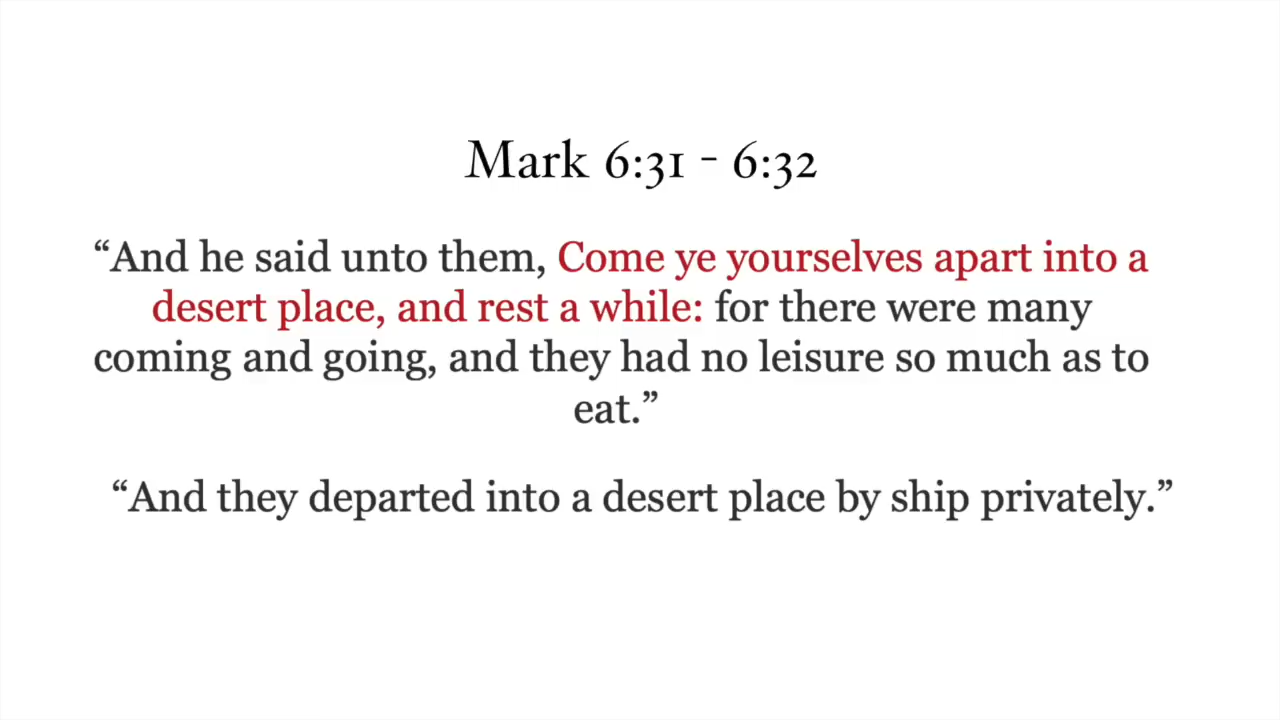 Mark 6:31 - 6:32
“And he said unto them, Come ye yourselves apart into a
desert place, and rest a while: for there were many
coming and going, and they had no leisure so much as to
eat.”
“And they departed into a desert place by ship privately.”